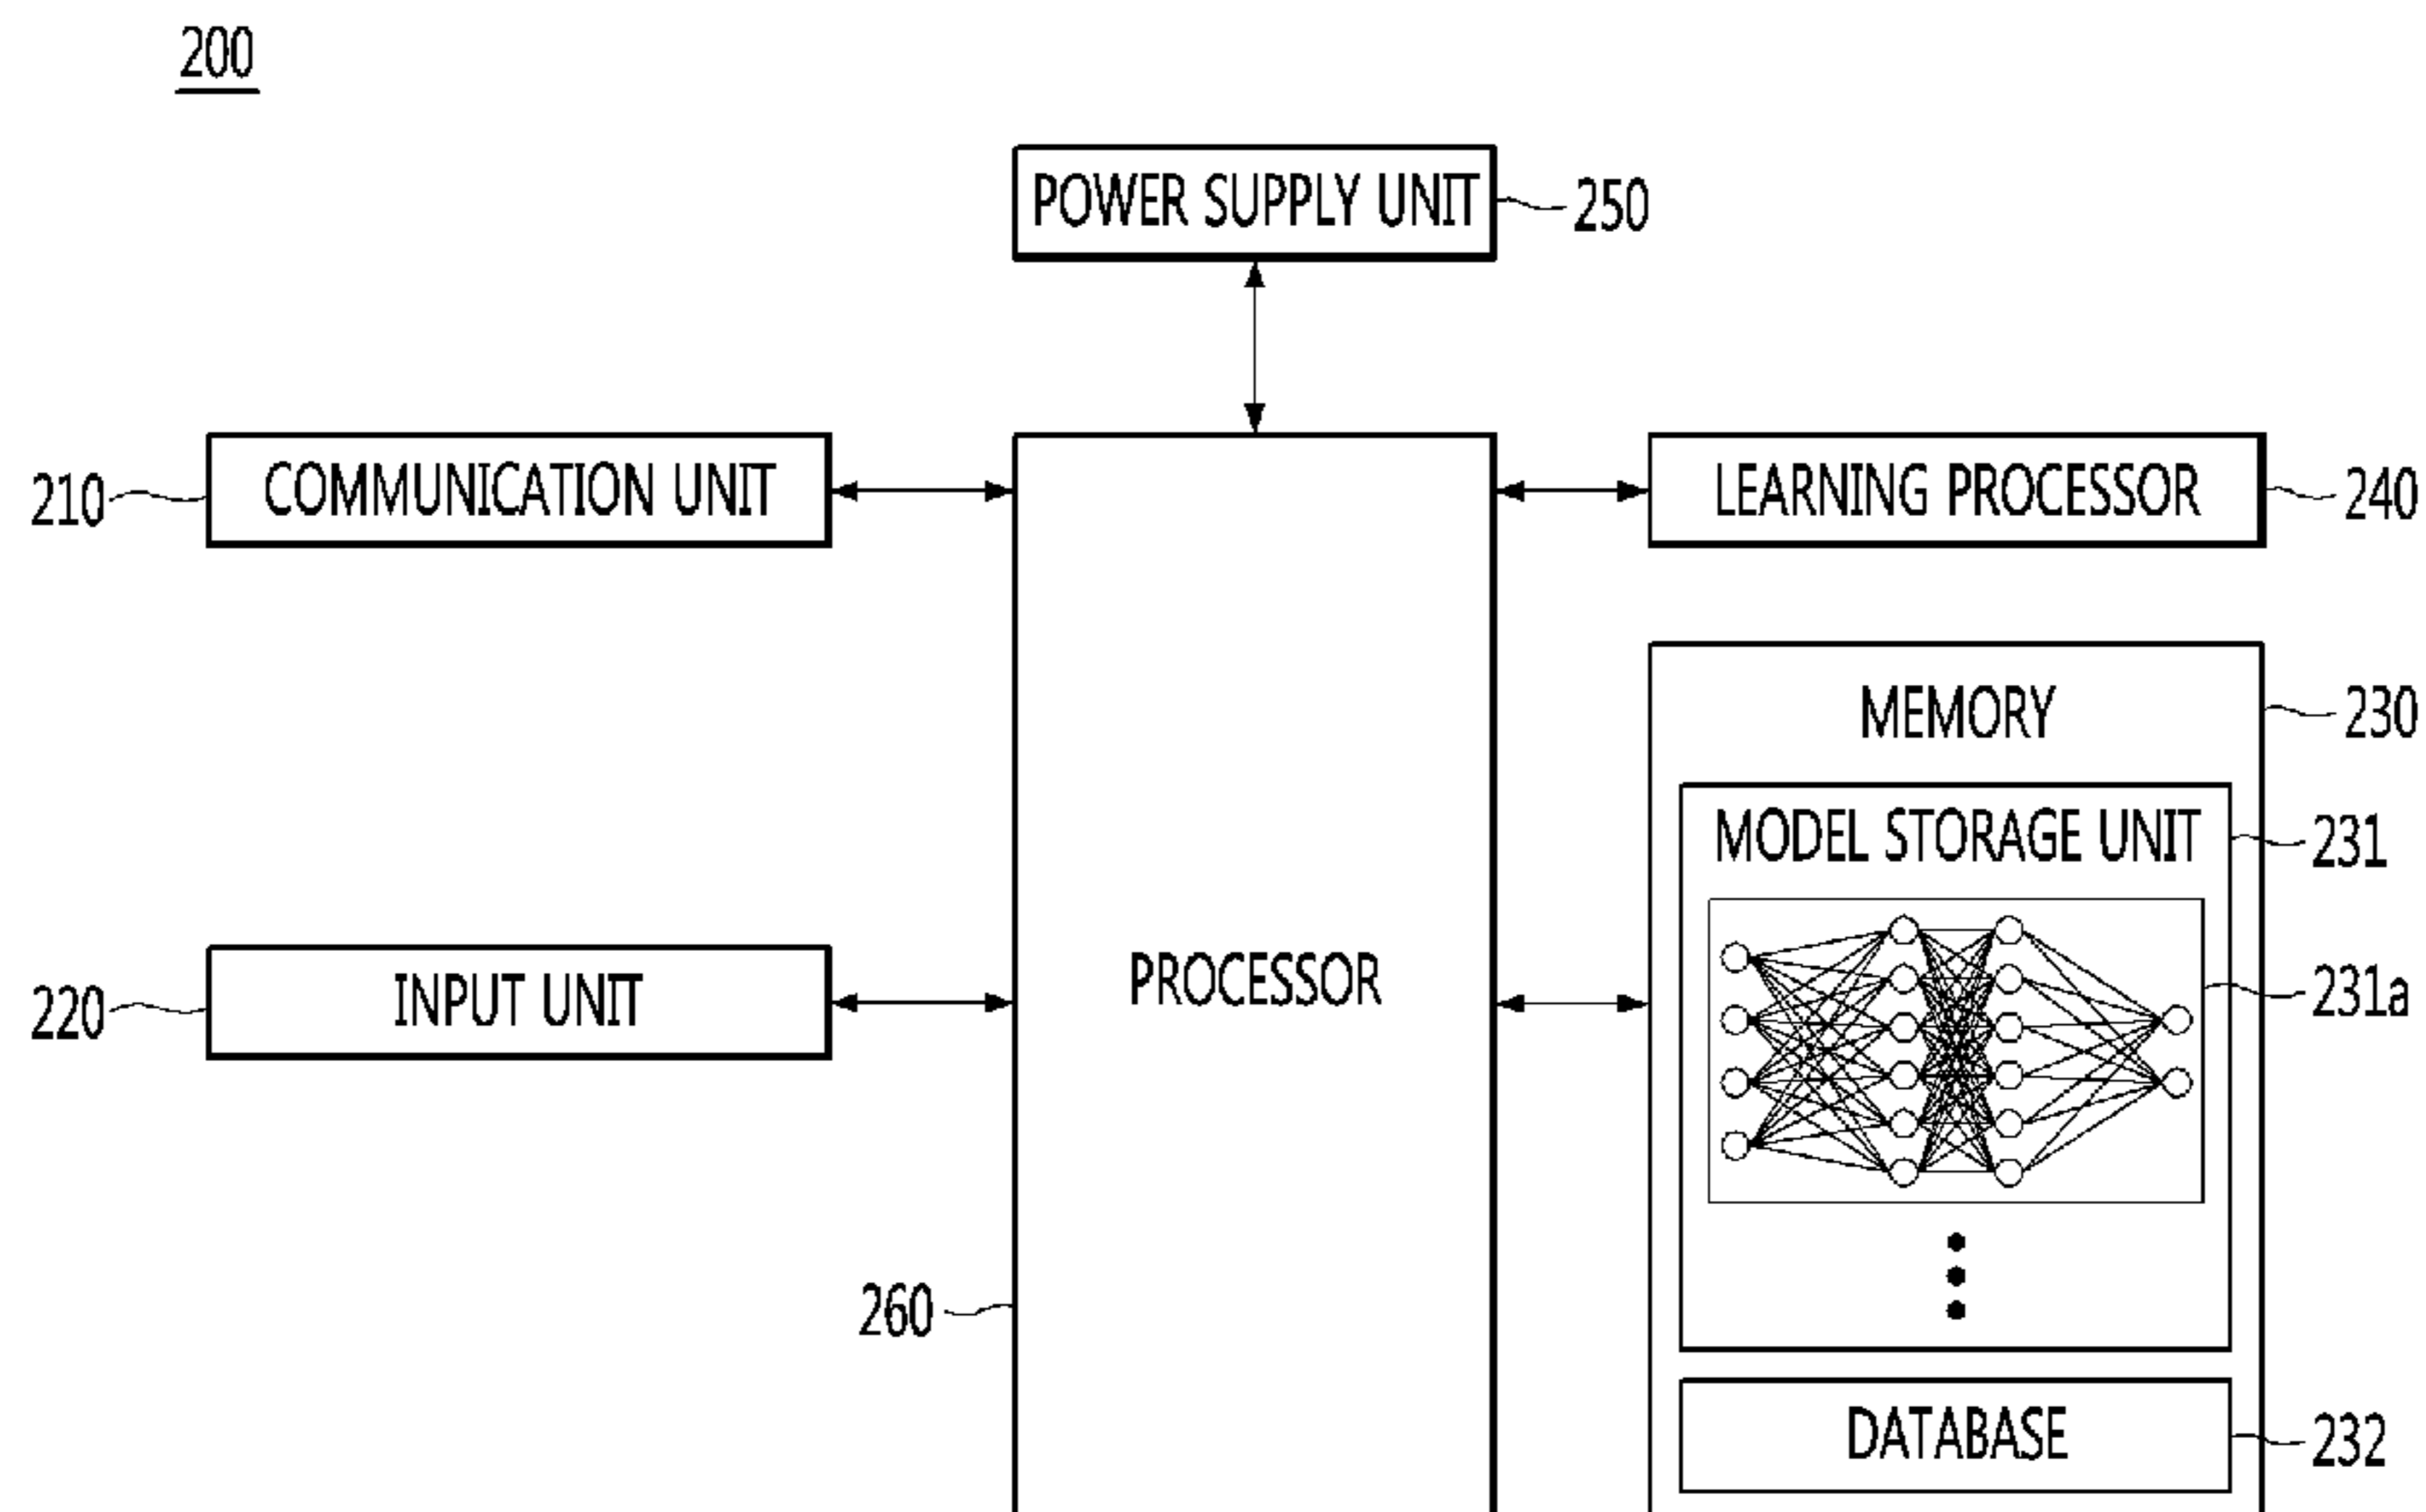 200
POWER SUPPLY UNIT
250
210
COMMUNICATION UNIT
LEARNING PROCESSOR
240
MEMORY
230
MODEL STORAGE UNIT
231
220
INPUT UNIT
PROCESSOR
231a
260
DATABASE
232